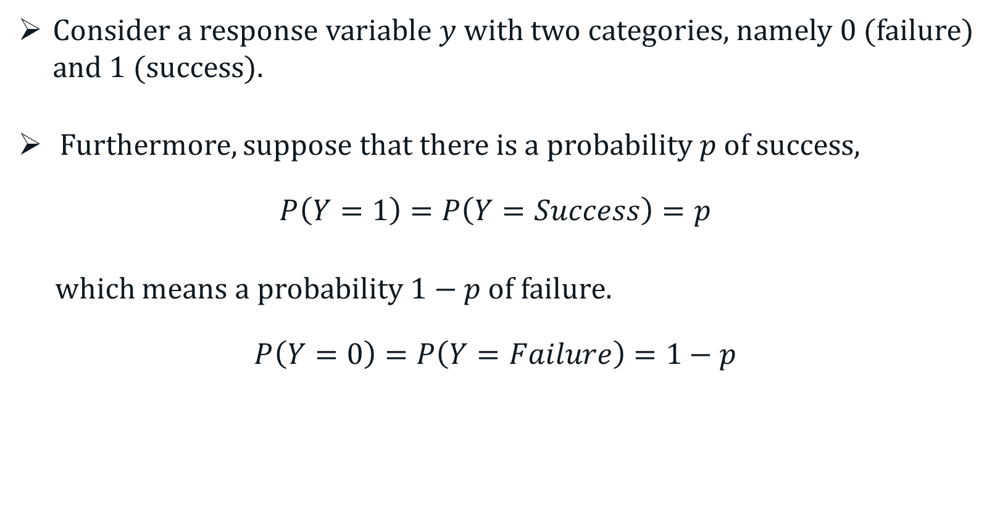 ➢ Consider a response variable y with two categories, namely 0 (failure)
and 1 (success).
➢ Furthermore, suppose that there is a probability p of success,
P(Y = 1) = P(Y = Success) = p
which means a probability 1 − p of failure.
P(Y = 0) = P(Y = Failure) = 1 − p